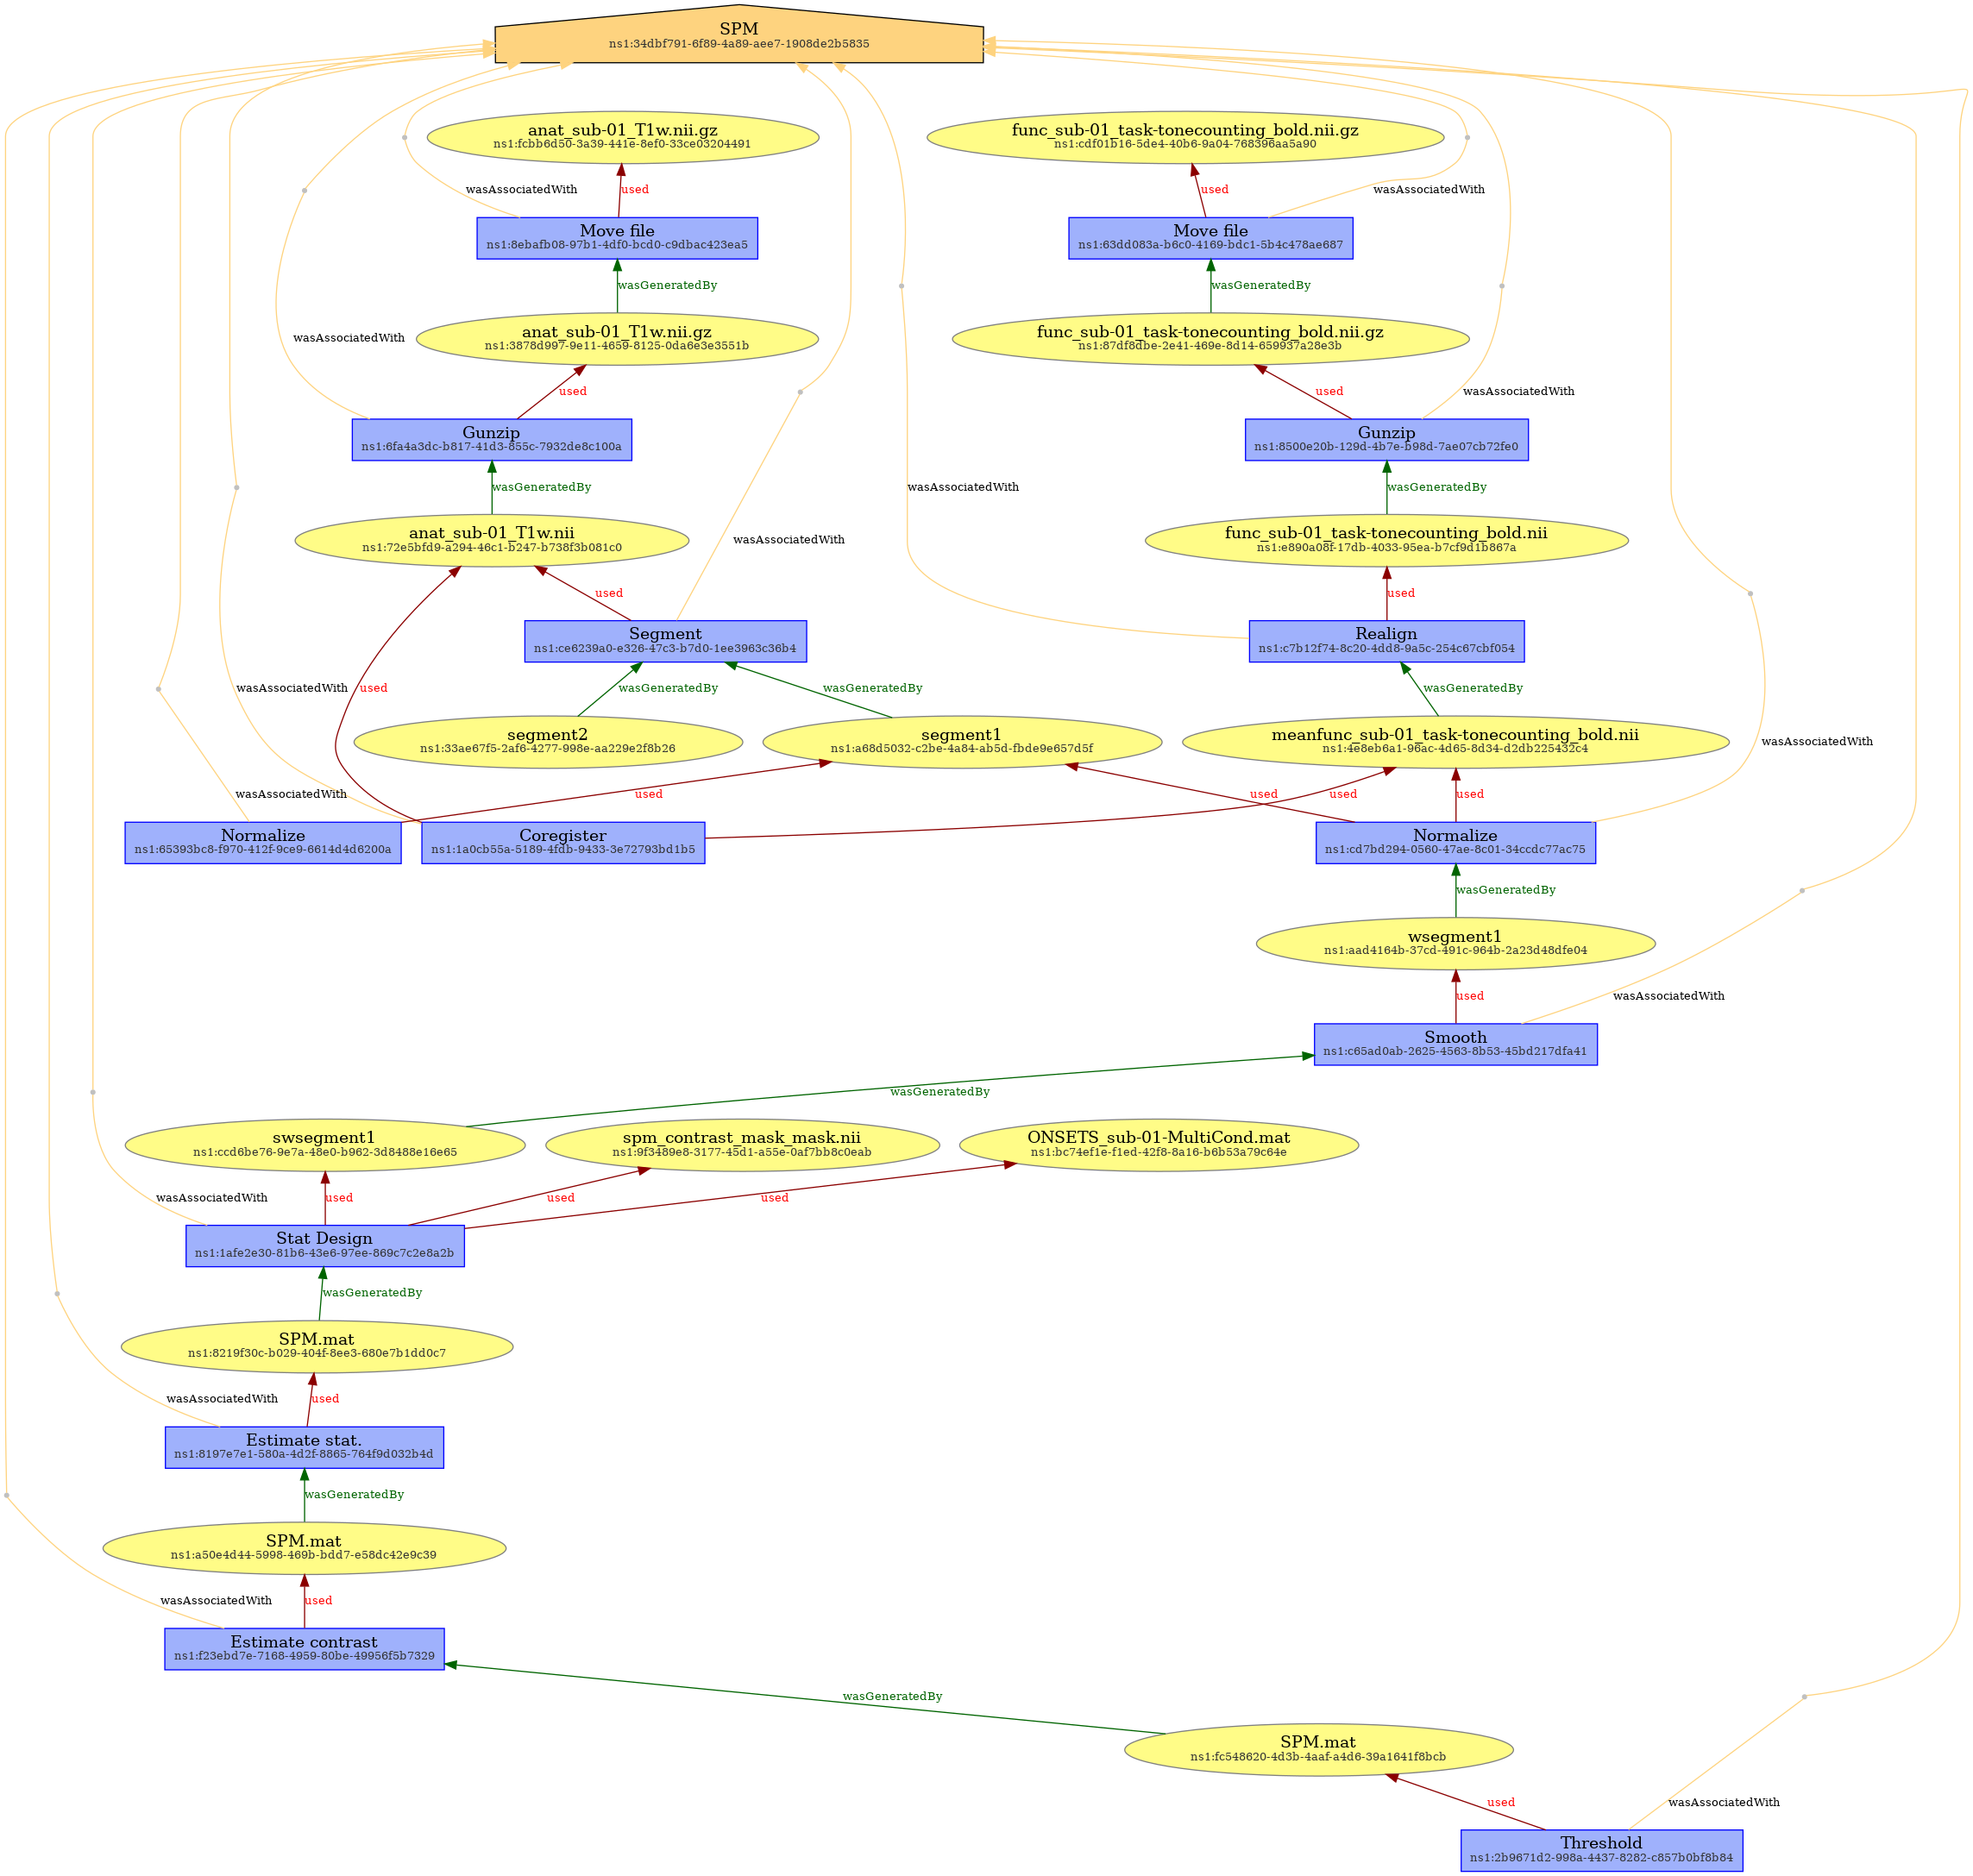 SPM
ns1:34dbf791-6f89-4a89-aee7-1908de2b5835
anat_sub-01_T1w.nii.gz
ns1:fcbb6d50-3a39-441e-8ef0-33ce03204491
func_sub-01_task-tonecounting_bold.nii.gz
ns1:cdf01b16-5de4-40b6-9a04-768396aa5a90
wasAssociatedWith
used
used
wasAssociatedWith
Move file
ns1:8ebafb08-97b1-4df0-bcd0-c9dbac423ea5
Move file
ns1:63dd083a-b6c0-4169-bdc1-5b4c478ae687
wasGeneratedBy
wasGeneratedBy
wasAssociatedWith
anat_sub-01_T1w.nii.gz
ns1:3878d997-9e11-4659-8125-0da6e3e3551b
func_sub-01_task-tonecounting_bold.nii.gz
ns1:87df8dbe-2e41-469e-8d14-659937a28e3b
used
used
wasAssociatedWith
Gunzip
ns1:6fa4a3dc-b817-41d3-855c-7932de8c100a
Gunzip
ns1:8500e20b-129d-4b7e-b98d-7ae07cb72fe0
wasGeneratedBy
wasAssociatedWith
wasGeneratedBy
anat_sub-01_T1w.nii
ns1:72e5bfd9-a294-46c1-b247-b738f3b081c0
wasAssociatedWith
func_sub-01_task-tonecounting_bold.nii
ns1:e890a08f-17db-4033-95ea-b7cf9d1b867a
used
used
Segment
ns1:ce6239a0-e326-47c3-b7d0-1ee3963c36b4
Realign
ns1:c7b12f74-8c20-4dd8-9a5c-254c67cbf054
wasAssociatedWith
used
wasGeneratedBy
wasGeneratedBy
wasGeneratedBy
segment2
ns1:33ae67f5-2af6-4277-998e-aa229e2f8b26
segment1
ns1:a68d5032-c2be-4a84-ab5d-fbde9e657d5f
meanfunc_sub-01_task-tonecounting_bold.nii
ns1:4e8eb6a1-96ac-4d65-8d34-d2db225432c4
wasAssociatedWith
wasAssociatedWith
used
used
used
used
Normalize
ns1:65393bc8-f970-412f-9ce9-6614d4d6200a
Coregister
ns1:1a0cb55a-5189-4fdb-9433-3e72793bd1b5
Normalize
ns1:cd7bd294-0560-47ae-8c01-34ccdc77ac75
wasGeneratedBy
wsegment1
ns1:aad4164b-37cd-491c-964b-2a23d48dfe04
used
wasAssociatedWith
Smooth
ns1:c65ad0ab-2625-4563-8b53-45bd217dfa41
wasGeneratedBy
swsegment1
ns1:ccd6be76-9e7a-48e0-b962-3d8488e16e65
spm_contrast_mask_mask.nii
ns1:9f3489e8-3177-45d1-a55e-0af7bb8c0eab
ONSETS_sub-01-MultiCond.mat
ns1:bc74ef1e-f1ed-42f8-8a16-b6b53a79c64e
wasAssociatedWith
used
used
used
Stat Design
ns1:1afe2e30-81b6-43e6-97ee-869c7c2e8a2b
wasGeneratedBy
SPM.mat
ns1:8219f30c-b029-404f-8ee3-680e7b1dd0c7
wasAssociatedWith
used
Estimate stat.
ns1:8197e7e1-580a-4d2f-8865-764f9d032b4d
wasGeneratedBy
SPM.mat
ns1:a50e4d44-5998-469b-bdd7-e58dc42e9c39
wasAssociatedWith
used
Estimate contrast
ns1:f23ebd7e-7168-4959-80be-49956f5b7329
wasGeneratedBy
SPM.mat
ns1:fc548620-4d3b-4aaf-a4d6-39a1641f8bcb
used
wasAssociatedWith
Threshold
ns1:2b9671d2-998a-4437-8282-c857b0bf8b84